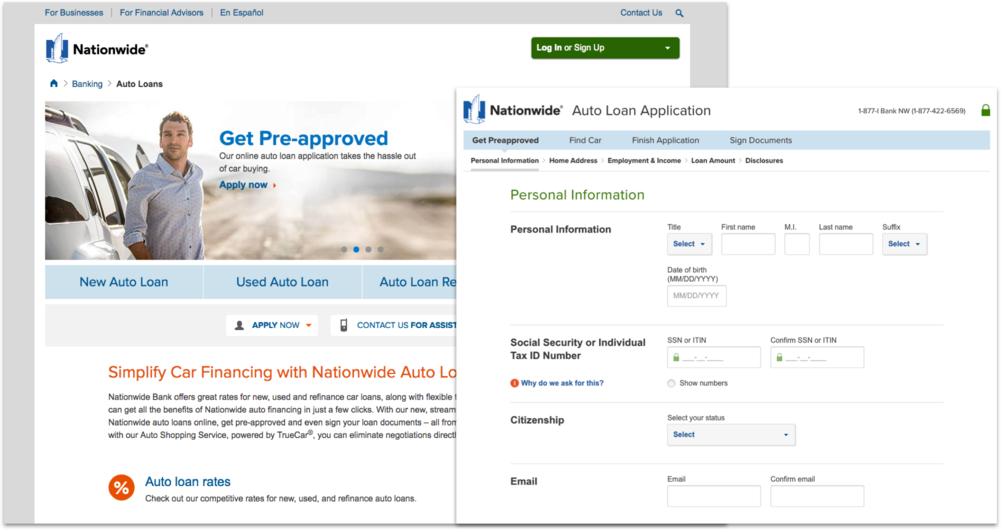 For Businesses | For Financial Advisors | En Español
Contact Us
Nationwide®
Log In or Sign Up
Banking > Auto Loans
Get Pre-approved
Our online auto loan application takes the hassle out
of car buying.
Apply now
New Auto Loan
Used Auto Loan
Auto Loan Re
APPLY NOW
CONTACT US FOR ASSIST
Simplify Car Financing with Nationwide Auto Lo
Nationwide Bank offers great rates for new, used and refinance car loans, along with flexible
can get all the benefits of Nationwide auto financing in just a few clicks. With our new, stream
Nationwide auto loans online, get pre-approved and even sign your loan documents – all from
with our Auto Shopping Service, powered by TrueCar®, you can eliminate negotiations direct
%
Auto loan rates
Check out our competitive rates for new, used, and refinance auto loans.
Nationwide® Auto Loan Application
1-877-I Bank NW (1-877-422-6569)
Get Preapproved
Find Car
Finish Application
Sign Documents
Personal Information > Home Address > Employment & Income > Loan Amount > Disclosures
Personal Information
Personal Information
Title
First name
M.I.
Last name
Suffix
Select
Select
Date of birth
(MM/DD/YYYY)
MM/DD/YYYY
Social Security or Individual
Tax ID Number
SSN or ITIN
Confirm SSN or ITIN
___-__-____
___-__-____
Why do we ask for this?
Show numbers
Citizenship
Select your status
Select
Email
Email
Confirm email